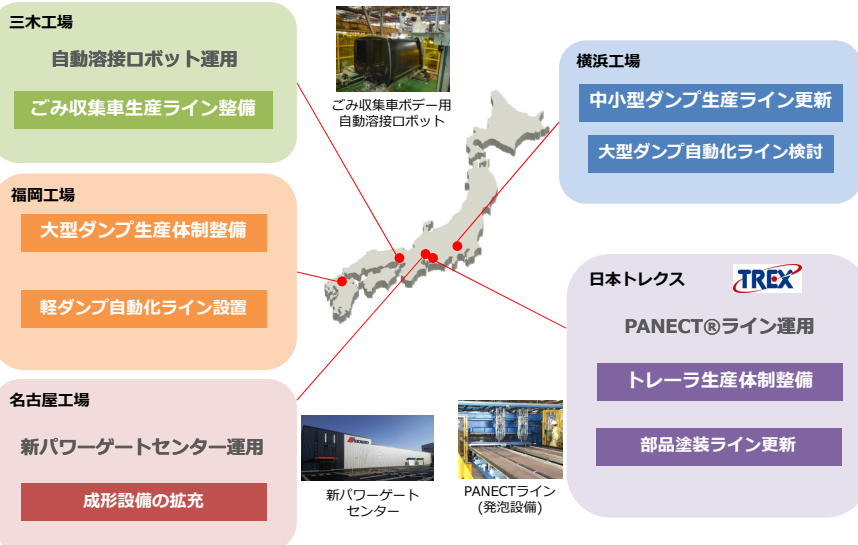 三木工場
自動溶接ロボット運用
ごみ収集車生産ライン整備
ごみ収集車ボデー用
自動溶接ロボット
横浜工場
中小型ダンプ生産ライン更新
大型ダンプ自動化ライン検討
福岡工場
大型ダンプ生産体制整備
軽ダンプ自動化ライン設置
日本トレクス
TREX
PANECT®ライン運用
トレーラ生産体制整備
部品塗装ライン更新
名古屋工場
新パワーゲートセンター運用
成形設備の拡充
新パワーゲート
センター
PANECTライン
(発泡設備)